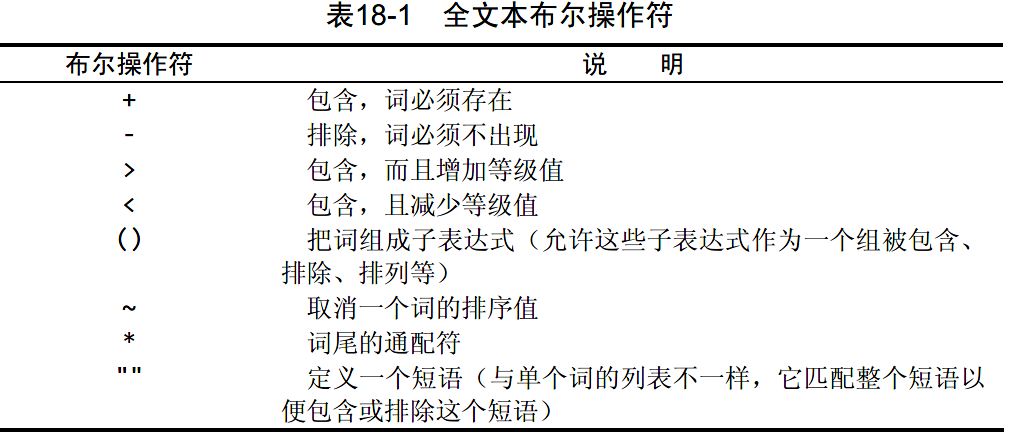 表18-1 全文本布尔操作符
布尔操作符 说 明
+ 包含，词必须存在
- 排除，词必须不出现
> 包含，而且增加等级值
< 包含，且减少等级值
() 把词组成子表达式（允许这些子表达式作为一个组被包含、
排除、排列等）
~ 取消一个词的排序值
* 词尾的通配符
"" 定义一个短语（与单个词的列表不一样，它匹配整个短语以
便包含或排除这个短语）